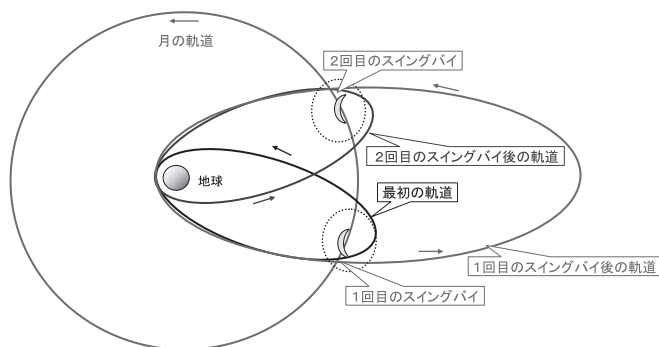 月の軌道
2回目のスイングバイ
2回目のスイングバイ後の軌道
地球
最初の軌道
1回目のスイングバイ後の軌道
1回目のスイングバイ